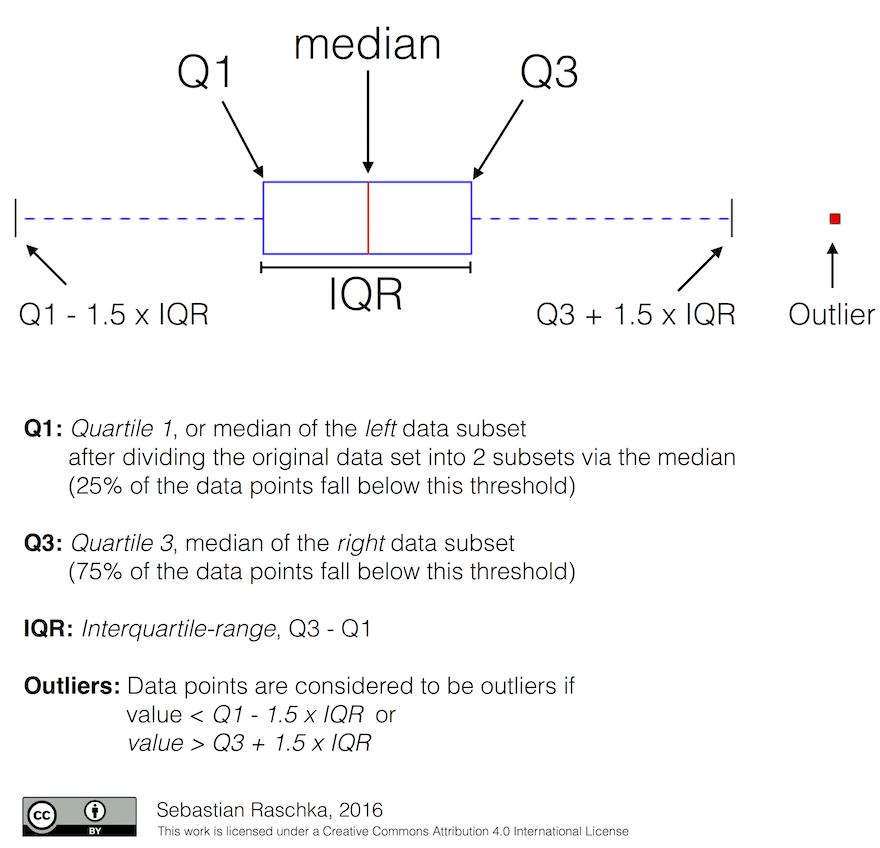 median
Q1
Q3
IQR
Q1 - 1.5 x IQR
Q3 + 1.5 x IQR
Outlier
Q1: Quartile 1, or median of the left data subset
after dividing the original data set into 2 subsets via the median
(25% of the data points fall below this threshold)
Q3: Quartile 3, median of the right data subset
(75% of the data points fall below this threshold)
IQR: Interquartile-range, Q3 - Q1
Outliers: Data points are considered to be outliers if
value < Q1 - 1.5 x IQR or
value > Q3 + 1.5 x IQR
cc
BY
Sebastian Raschka, 2016
This work is licensed under a Creative Commons Attribution 4.0 International License